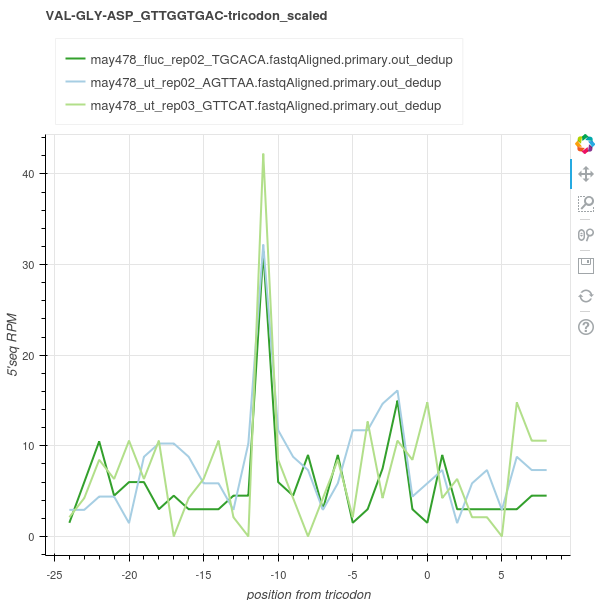 VAL-GLY-ASP_GTTGGTGAC-tricodon_scaled
may478_fluc_rep02_TGCACA.fastqAligned.primary.out_dedup
may478_ut_rep02_AGTTAA.fastqAligned.primary.out_dedup
may478_ut_rep03_GTTCAT.fastqAligned.primary.out_dedup
40
30
20
10
0
5'seq RPM
-25 -20 -15 -10 -5 0 5
position from tricodon